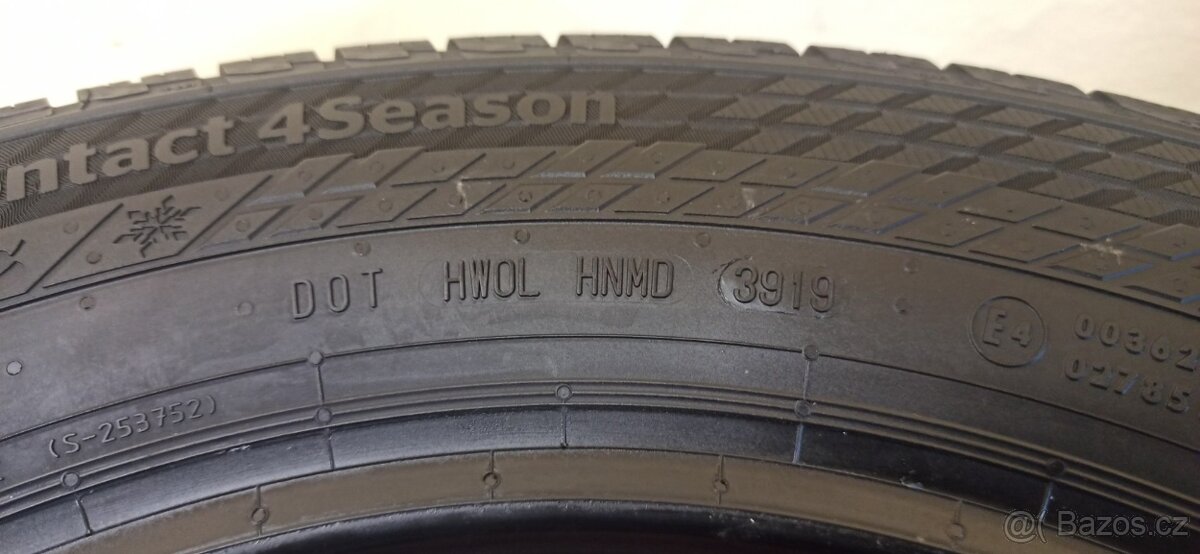 ntact 4Season
DOT HWOL HNMD 3919
E4
00362
02785
(S-253752)
@( Bazos.cz